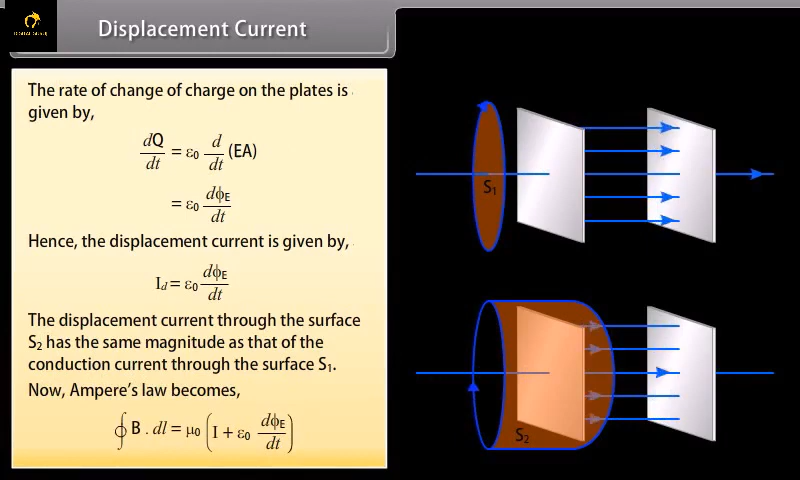 Displacement Current
The rate of change of charge on the plates is
given by,
dQ/dt = ε₀ d/dt (EA)
= ε₀ dϕ_E/dt
Hence, the displacement current is given by,
I_d = ε₀ dϕ_E/dt
The displacement current through the surface
S₂ has the same magnitude as that of the
conduction current through the surface S₁.
Now, Ampere's law becomes,
∮ B . dl = μ₀ (I + ε₀ dϕ_E/dt)
S₁
S₂